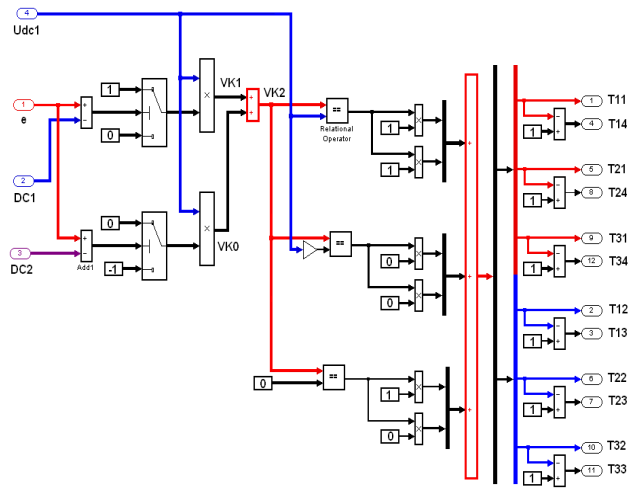 4
Udc1
1
e
2
DC1
3
DC2
1
0
+
−
0
-1
+
−
Add1
×
VK1
×
VK0
+
+
VK2
==
Relational
Operator
==
0
==
1
×
1
×
0
×
0
×
1
×
0
×
+
+
+
1
T11
1
−
+
4
T14
5
T21
1
−
+
8
T24
9
T31
1
−
+
12
T34
2
T12
1
−
+
3
T13
6
T22
1
−
+
7
T23
10
T32
1
−
+
11
T33